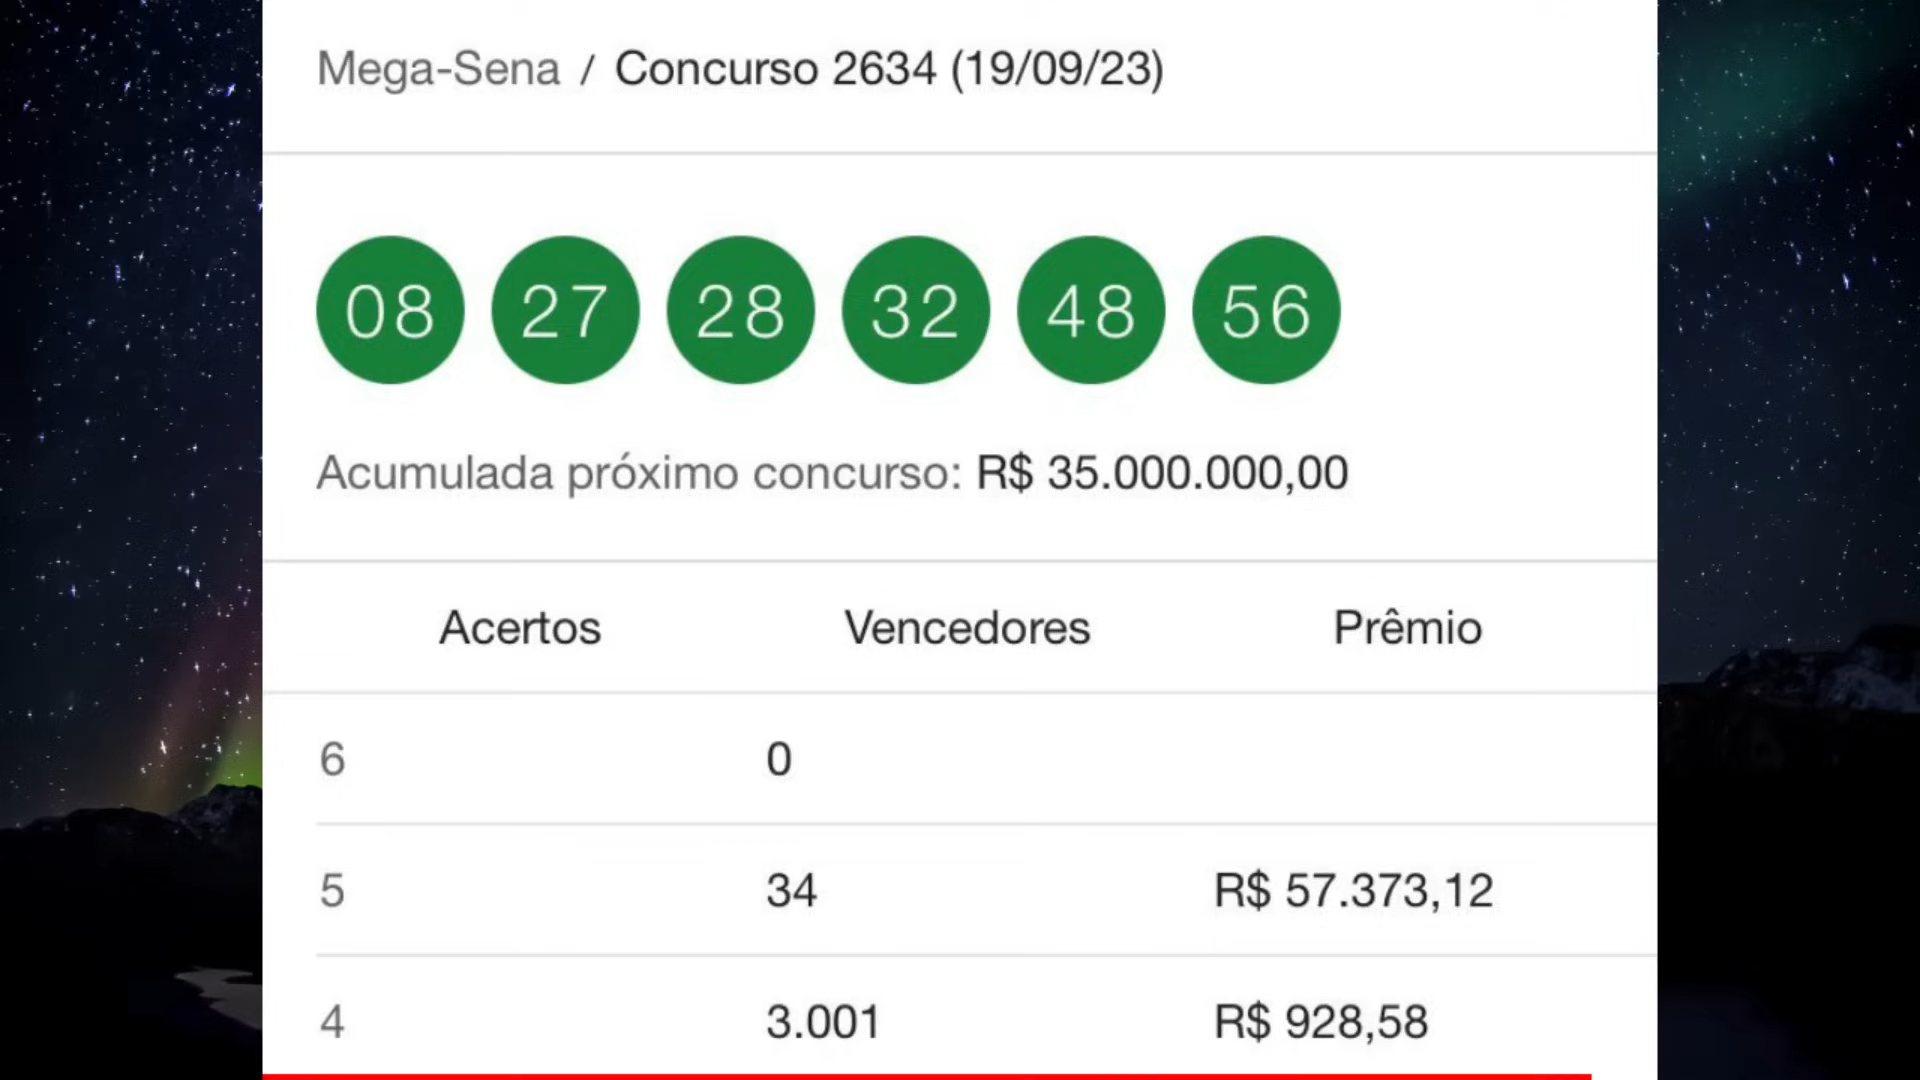 Mega-Sena / Concurso 2634 (19/09/23)
08 27 28 32 48 56
Acumulada próximo concurso: R$ 35.000.000,00
Acertos Vencedores Prêmio
6 0
5 34 R$ 57.373,12
4 3.001 R$ 928,58